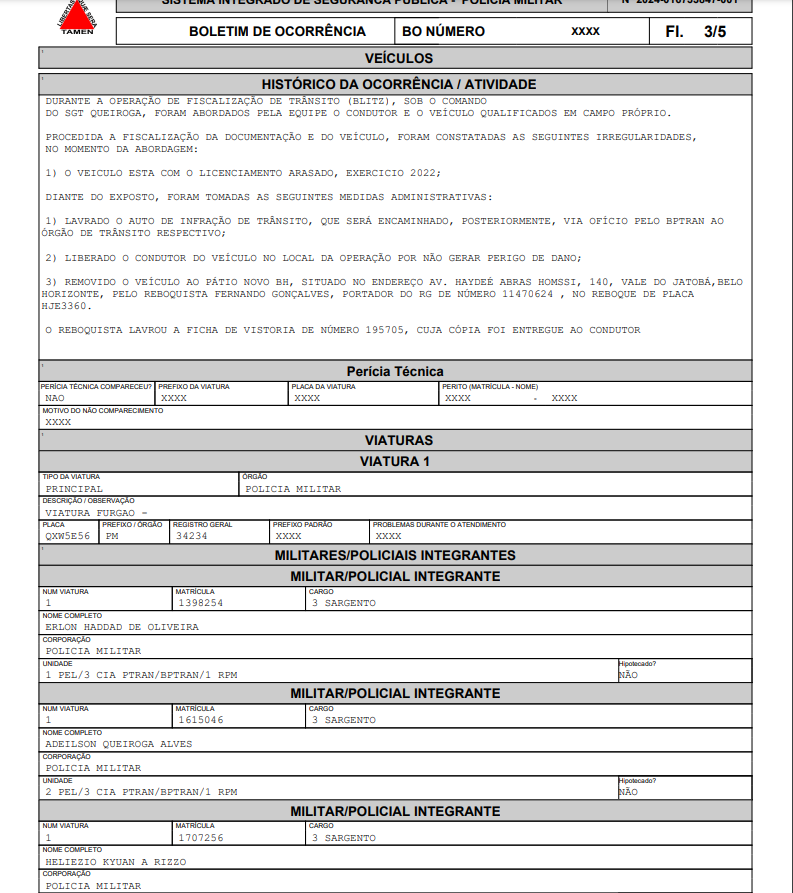 SISTEMA INTEGRADO DE SEGURANÇA PÚBLICA - POLÍCIA MILITAR
LIBERTAS QUE SERA
TAMEN
BOLETIM DE OCORRÊNCIA BO NÚMERO XXXX Fl. 3/5
VEÍCULOS
HISTÓRICO DA OCORRÊNCIA / ATIVIDADE
DURANTE A OPERAÇÃO DE FISCALIZAÇÃO DE TRÂNSITO (BLITZ), SOB O COMANDO
DO SGT QUEIROGA, FORAM ABORDADOS PELA EQUIPE O CONDUTOR E O VEÍCULO QUALIFICADOS EM CAMPO PRÓPRIO.
PROCEDIDA A FISCALIZAÇÃO DA DOCUMENTAÇÃO E DO VEÍCULO, FORAM CONSTATADAS AS SEGUINTES IRREGULARIDADES,
NO MOMENTO DA ABORDAGEM:
1) O VEICULO ESTA COM O LICENCIAMENTO ARASADO, EXERCICIO 2022;
DIANTE DO EXPOSTO, FORAM TOMADAS AS SEGUINTES MEDIDAS ADMINISTRATIVAS:
1) LAVRADO O AUTO DE INFRAÇÃO DE TRÂNSITO, QUE SERÁ ENCAMINHADO, POSTERIORMENTE, VIA OFÍCIO PELO BPTRAN AO
ÓRGÃO DE TRÂNSITO RESPECTIVO;
2) LIBERADO O CONDUTOR DO VEÍCULO NO LOCAL DA OPERAÇÃO POR NÃO GERAR PERIGO DE DANO;
3) REMOVIDO O VEÍCULO AO PÁTIO NOVO BH, SITUADO NO ENDEREÇO AV. HAYDEÉ ABRAS HOMSSI, 140, VALE DO JATOBÁ,BELO
HORIZONTE, PELO REBOQUISTA FERNANDO GONÇALVES, PORTADOR DO RG DE NÚMERO 11470624 , NO REBOQUE DE PLACA
HJE3360.
O REBOQUISTA LAVROU A FICHA DE VISTORIA DE NÚMERO 195705, CUJA CÓPIA FOI ENTREGUE AO CONDUTOR
Perícia Técnica
PERÍCIA TÉCNICA COMPARECEU? PREFIXO DA VIATURA PLACA DA VIATURA PERITO (MATRÍCULA - NOME)
NAO XXXX XXXX XXXX - XXXX
MOTIVO DO NÃO COMPARECIMENTO
XXXX
VIATURAS
VIATURA 1
TIPO DA VIATURA ÓRGÃO
PRINCIPAL POLICIA MILITAR
DESCRIÇÃO / OBSERVAÇÃO
VIATURA FURGAO -
PLACA PREFIXO / ÓRGÃO REGISTRO GERAL PREFIXO PADRÃO PROBLEMAS DURANTE O ATENDIMENTO
QXW5E56 PM 34234 XXXX XXXX
MILITARES/POLICIAIS INTEGRANTES
MILITAR/POLICIAL INTEGRANTE
NUM VIATURA MATRÍCULA CARGO
1 1398254 3 SARGENTO
NOME COMPLETO
ERLON HADDAD DE OLIVEIRA
CORPORAÇÃO
POLICIA MILITAR
UNIDADE Hipotecado?
1 PEL/3 CIA PTRAN/BPTRAN/1 RPM NÃO
MILITAR/POLICIAL INTEGRANTE
NUM VIATURA MATRÍCULA CARGO
1 1615046 3 SARGENTO
NOME COMPLETO
ADEILSON QUEIROGA ALVES
CORPORAÇÃO
POLICIA MILITAR
UNIDADE Hipotecado?
2 PEL/3 CIA PTRAN/BPTRAN/1 RPM NÃO
MILITAR/POLICIAL INTEGRANTE
NUM VIATURA MATRÍCULA CARGO
1 1707256 3 SARGENTO
NOME COMPLETO
HELIEZIO KYUAN A RIZZO
CORPORAÇÃO
POLICIA MILITAR